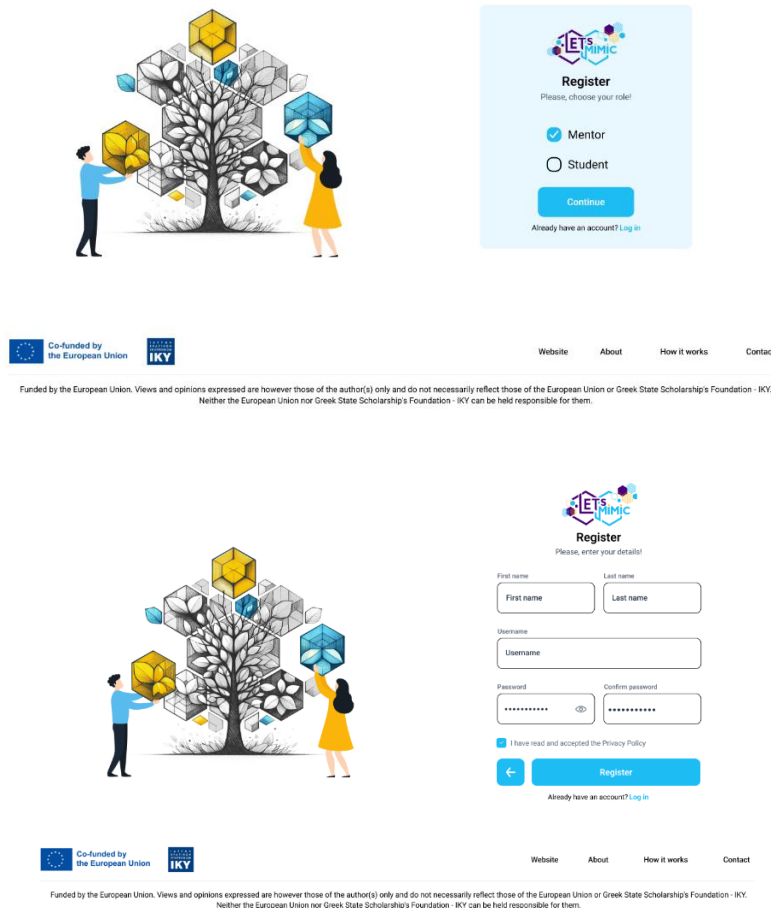 LETS
MIMIC
Register
Please, choose your role!
Mentor
Student
Continue
Already have an account? Log in
Co-funded by
the European Union
IKY
Website About How it works Contac
Funded by the European Union. Views and opinions expressed are however those of the author(s) only and do not necessarily reflect those of the European Union or Greek State Scholarship's Foundation - IKY.
Neither the European Union nor Greek State Scholarship's Foundation - IKY can be held responsible for them.
LETS
MIMIC
Register
Please, enter your details!
First name Last name
First name Last name
Username
Username
Password Confirm password
I have read and accepted the Privacy Policy
Register
Already have an account? Log in
Co-funded by
the European Union
IKY
Website About How it works Contact
Funded by the European Union. Views and opinions expressed are however those of the author(s) only and do not necessarily reflect those of the European Union or Greek State Scholarship's Foundation - IKY.
Neither the European Union nor Greek State Scholarship's Foundation - IKY can be held responsible for them.